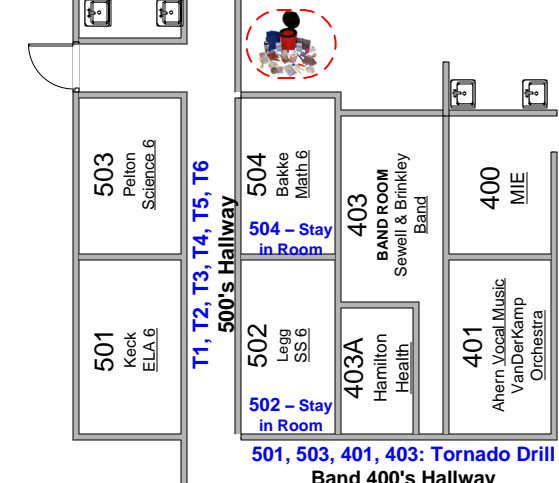 503
Pelton
Science 6
T1, T2, T3, T4, T5, T6
500's Hallway
504
Bakke
Math 6
504 – Stay
in Room
403
BAND ROOM
Sewell & Brinkley
Band
400
MIE
501
Keck
ELA 6
502
Legg
SS 6
502 – Stay
in Room
403A
Hamilton
Health
401
Ahern Vocal Music
VanDerKamp
Orchestra
501, 503, 401, 403: Tornado Drill
Band 400's Hallway